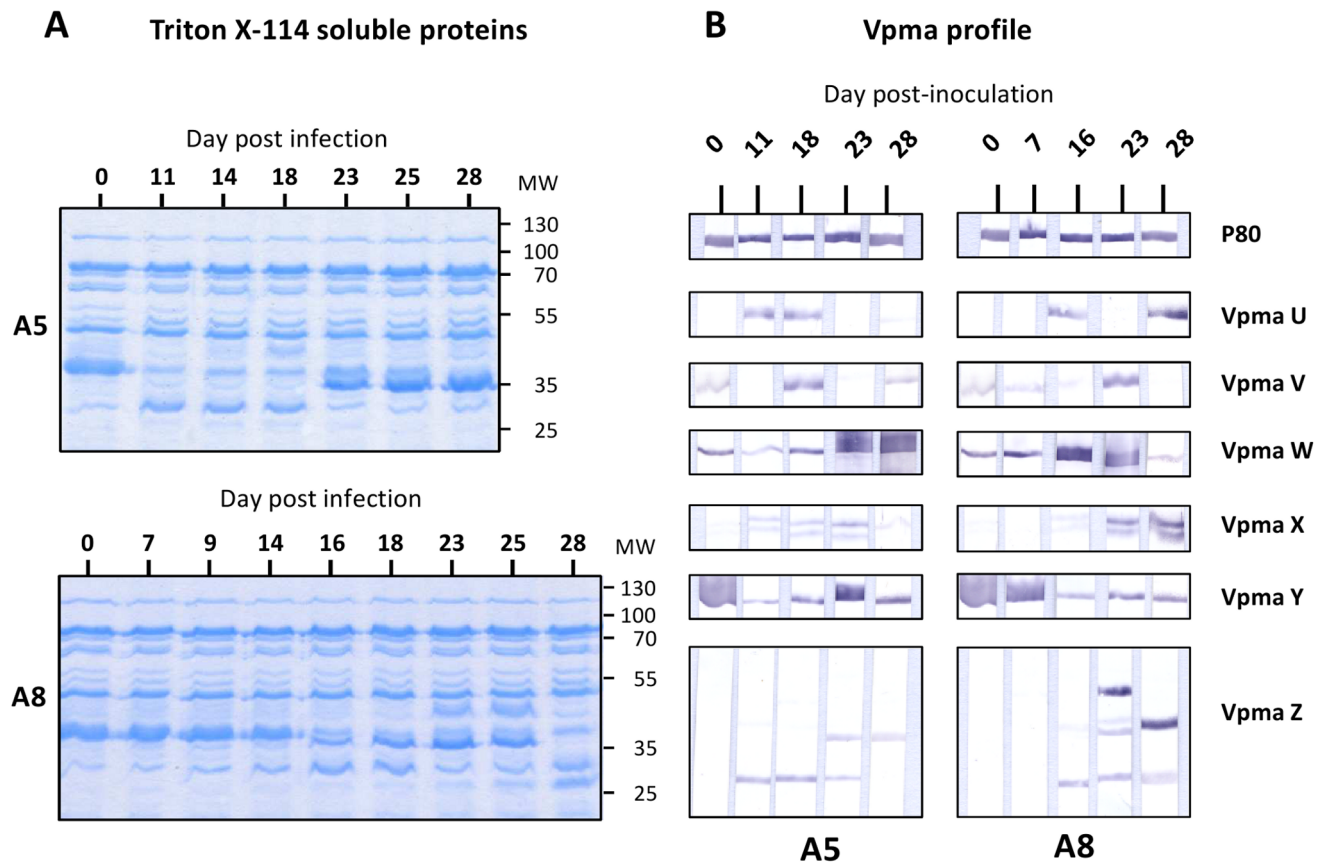 A Triton X-114 soluble proteins
Day post infection
0 11 14 18 23 25 28 MW
130
100
70
55
35
25
A5
Day post infection
0 7 9 14 16 18 23 25 28 MW
130
100
70
55
35
25
A8
B Vpma profile
Day post-inoculation
0 11 18 23 28 0 7 16 23 28
P80
Vpma U
Vpma V
Vpma W
Vpma X
Vpma Y
Vpma Z
A5 A8